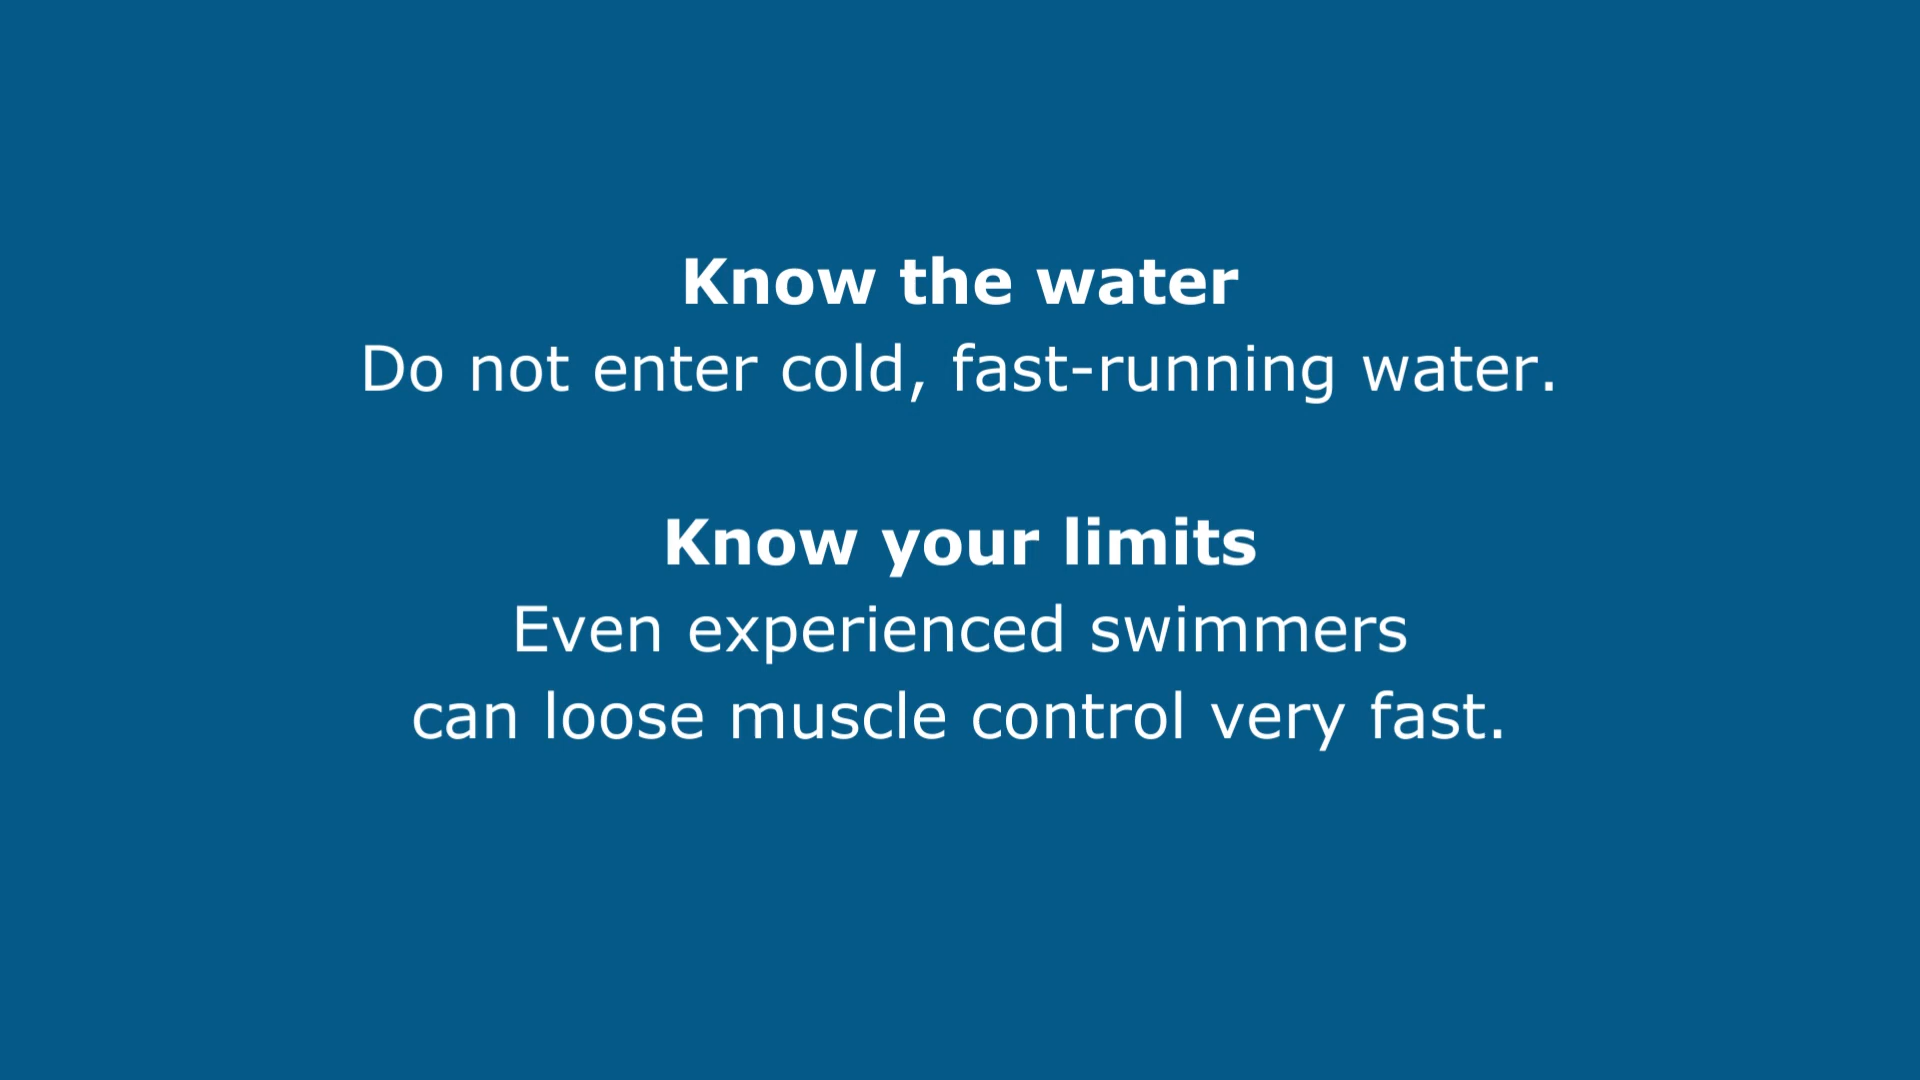 Know the water
Do not enter cold, fast-running water.
Know your limits
Even experienced swimmers
can loose muscle control very fast.